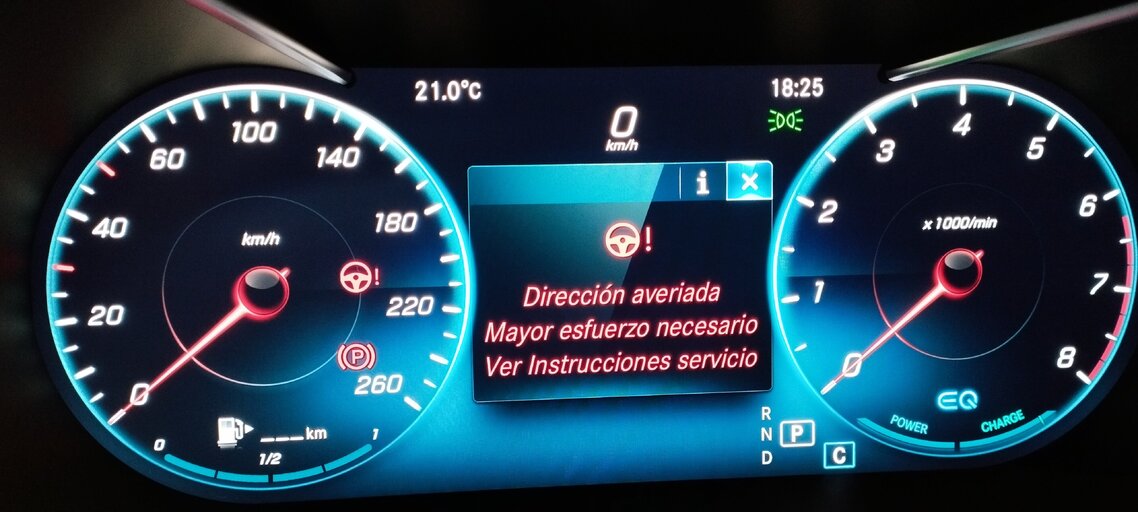 21.0°C
18:25
0
km/h
i
Dirección averiada
Mayor esfuerzo necesario
Ver Instrucciones servicio
0
20
40
60
100
140
180
220
260
km/h
!
P
___km
0
1/2
1
0
1
2
3
4
5
6
7
8
x1000/min
EQ
POWER
CHARGE
R
N
P
D
C